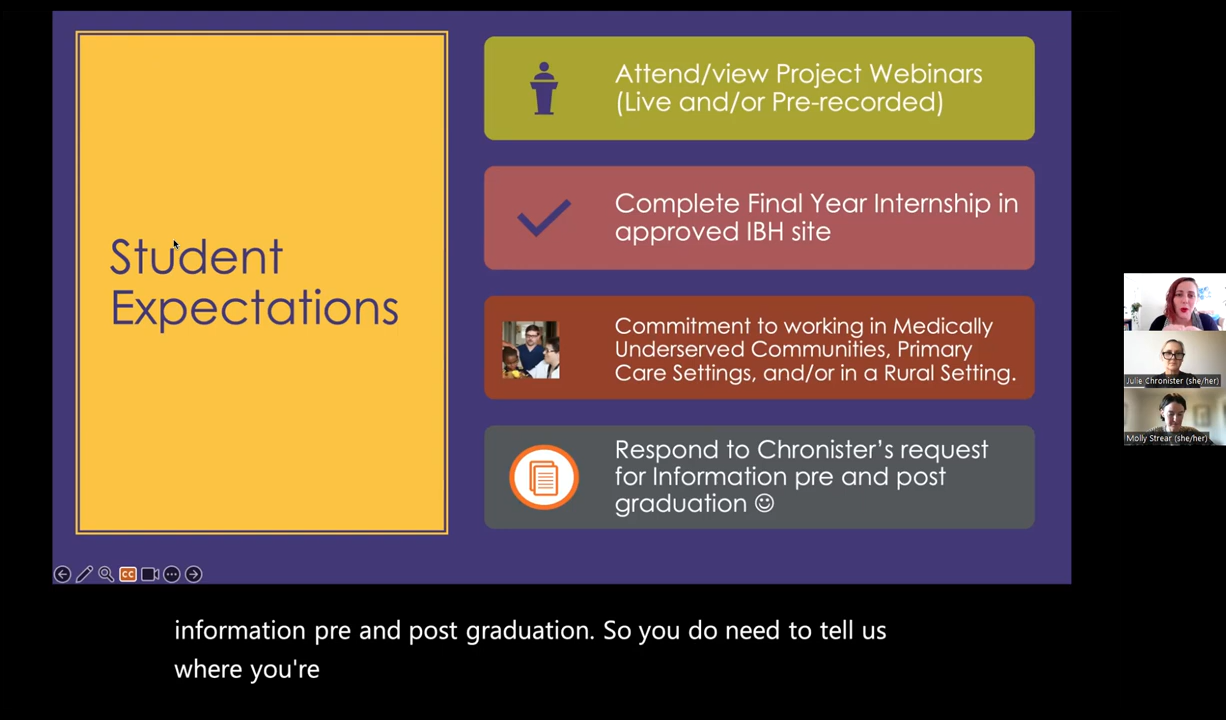 Student
Expectations
Attend/view Project Webinars
(Live and/or Pre-recorded)
Complete Final Year Internship in
approved IBH site
Commitment to working in Medically
Underserved Communities, Primary
Care Settings, and/or in a Rural Setting.
Respond to Chronister's request
for Information pre and post
graduation ☺
CC
Julie Chronister (she/her)
Molly Strear (she/her)
information pre and post graduation. So you do need to tell us
where you're